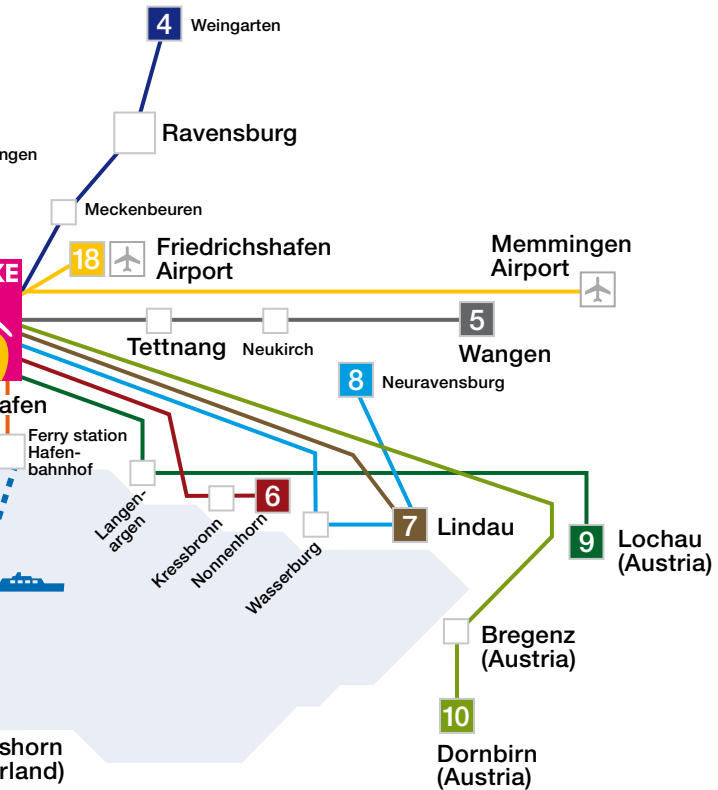 4 Weingarten
Ravensburg
ngen
Meckenbeuren
KE
18
Friedrichshafen
Airport
Memmingen
Airport
5
Tettnang
Neukirch
Wangen
8 Neuravensburg
afen
Ferry station
Hafen-
bahnhof
Langen-
argen
Kressbronn
6
Nonnenhorn
Wasserburg
7 Lindau
9
Lochau
(Austria)
Bregenz
(Austria)
10
Dornbirn
(Austria)
shorn
rland)